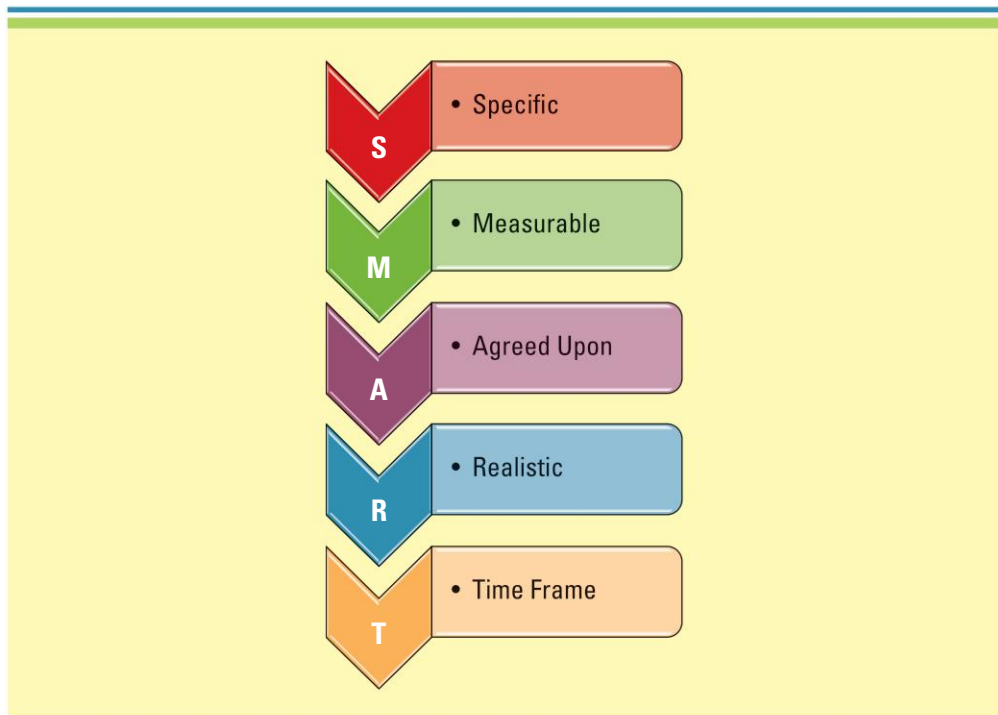 S
• Specific
M
• Measurable
A
• Agreed Upon
R
• Realistic
T
• Time Frame